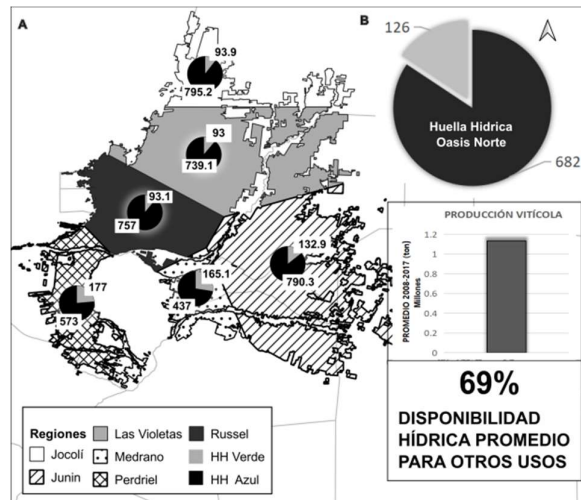 A
93.9
795.2
93
739.1
93.1
757
132.9
790.3
165.1
437
177
573
Regiones
Jocolí
Junin
Las Violetas
Medrano
Perdriel
Russel
HH Verde
HH Azul
B
126
Huella Hidrica
Oasis Norte
682
PRODUCCIÓN VITÍCOLA
PROMEDIO 2008-2017 (ton)
Millones
1.2
1
0.8
0.6
0.4
0.2
0
69%
DISPONIBILIDAD
HÍDRICA PROMEDIO
PARA OTROS USOS